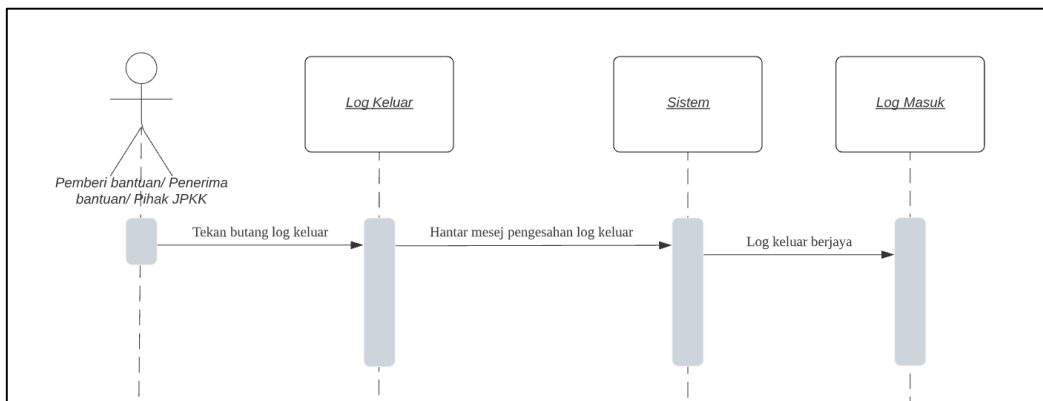 Log Keluar
Sistem
Log Masuk
Pemberi bantuan/ Penerima
bantuan/ Pihak JPKK
Tekan butang log keluar
Hantar mesej pengesahan log keluar
Log keluar berjaya